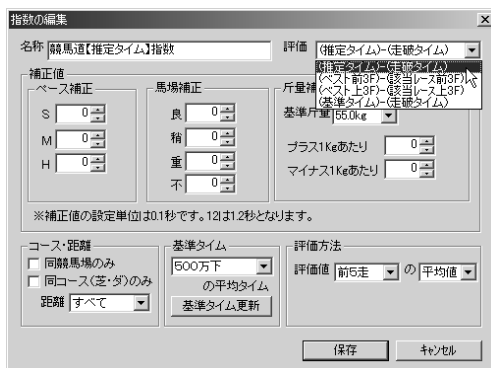 指数の編集
名称 競馬道【推定タイム】指数
評価 (推定タイム)-(走破タイム)
(推定タイム)-(走破タイム)
(ベスト前3F)-(該当レース前3F)
(ベスト上3F)-(該当レース上3F)
(基準タイム)-(走破タイム)
補正値
ペース補正
S 0
M 0
H 0
馬場補正
良 0
稍 0
重 0
不 0
斤量補
基準斤量 55.0kg
プラス1Kgあたり 0
マイナス1Kgあたり 0
※補正値の設定単位は0.1秒です。12は1.2秒となります。
コース・距離
同競馬場のみ
同コース(芝・ダ)のみ
距離 すべて
基準タイム
500万下
の平均タイム
基準タイム更新
評価方法
評価値 前5走 の 平均値
保存 キャンセル